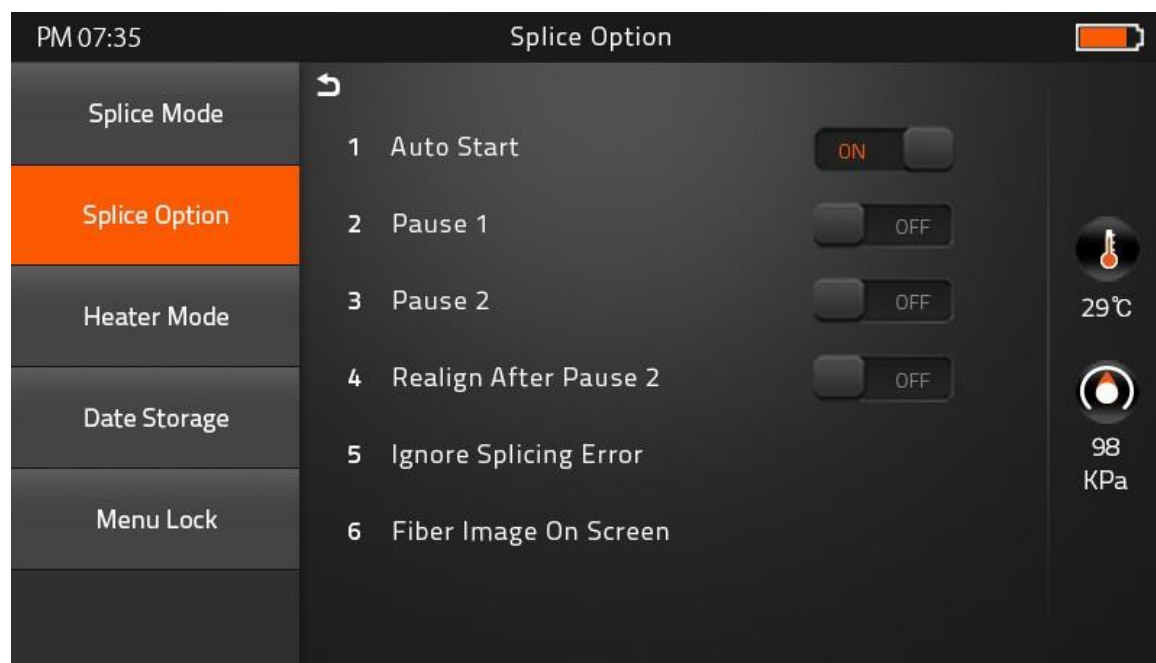 PM 07:35 Splice Option
Splice Mode
Splice Option
Heater Mode
Date Storage
Menu Lock
1 Auto Start ON
2 Pause 1 OFF
3 Pause 2 OFF
4 Realign After Pause 2 OFF
5 Ignore Splicing Error
6 Fiber Image On Screen
29℃
98
KPa